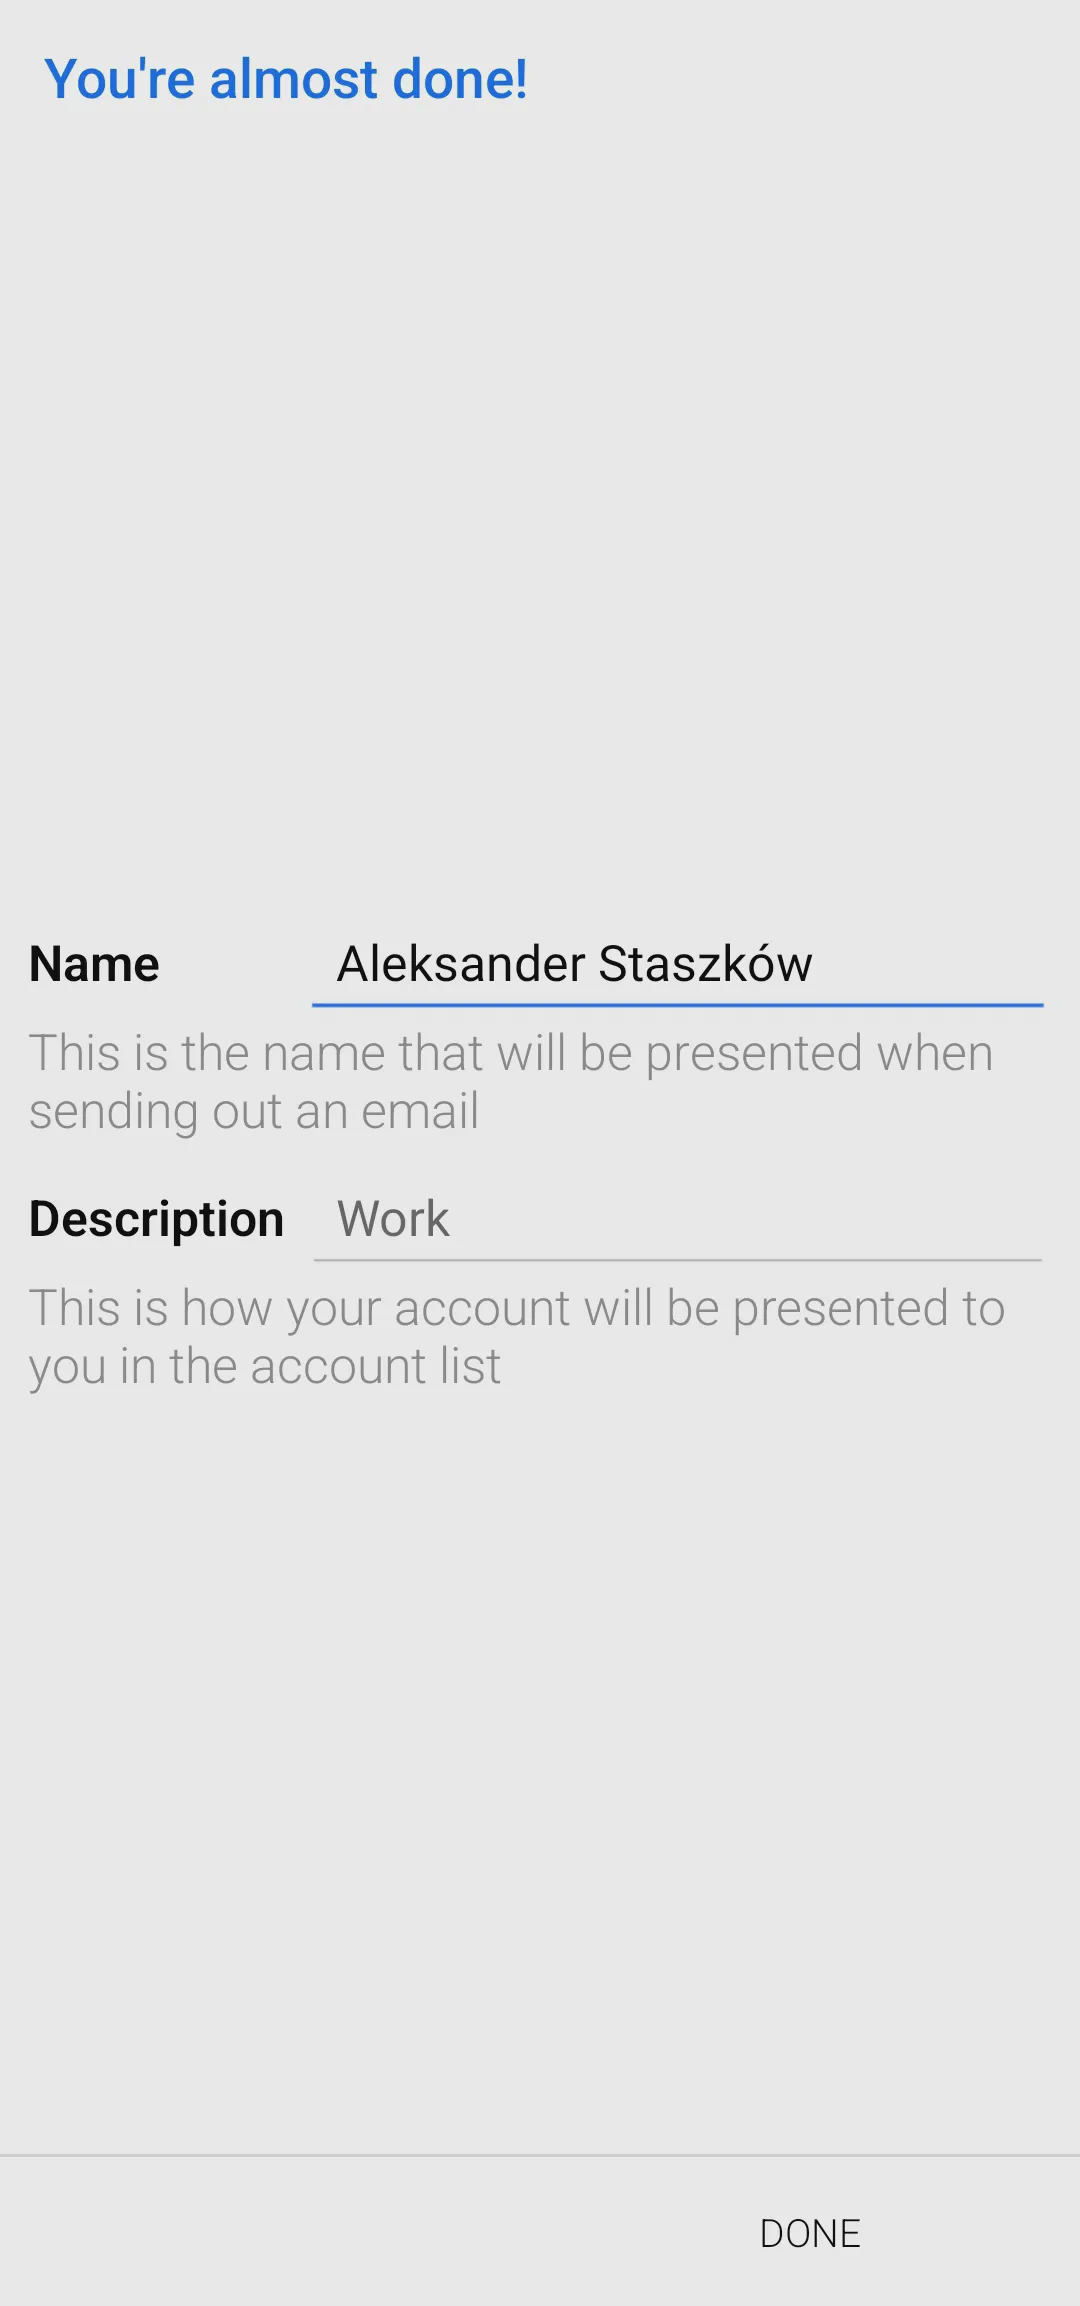 You're almost done!
Name
Aleksander Staszków
This is the name that will be presented when
sending out an email
Description
Work
This is how your account will be presented to
you in the account list
DONE